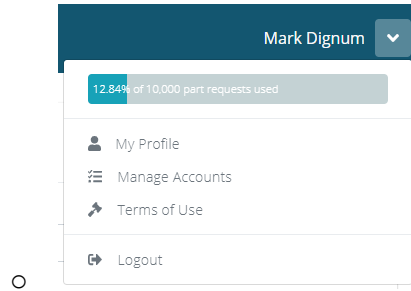 Mark Dignum
12.84% of 10,000 part requests used
My Profile
Manage Accounts
Terms of Use
Logout